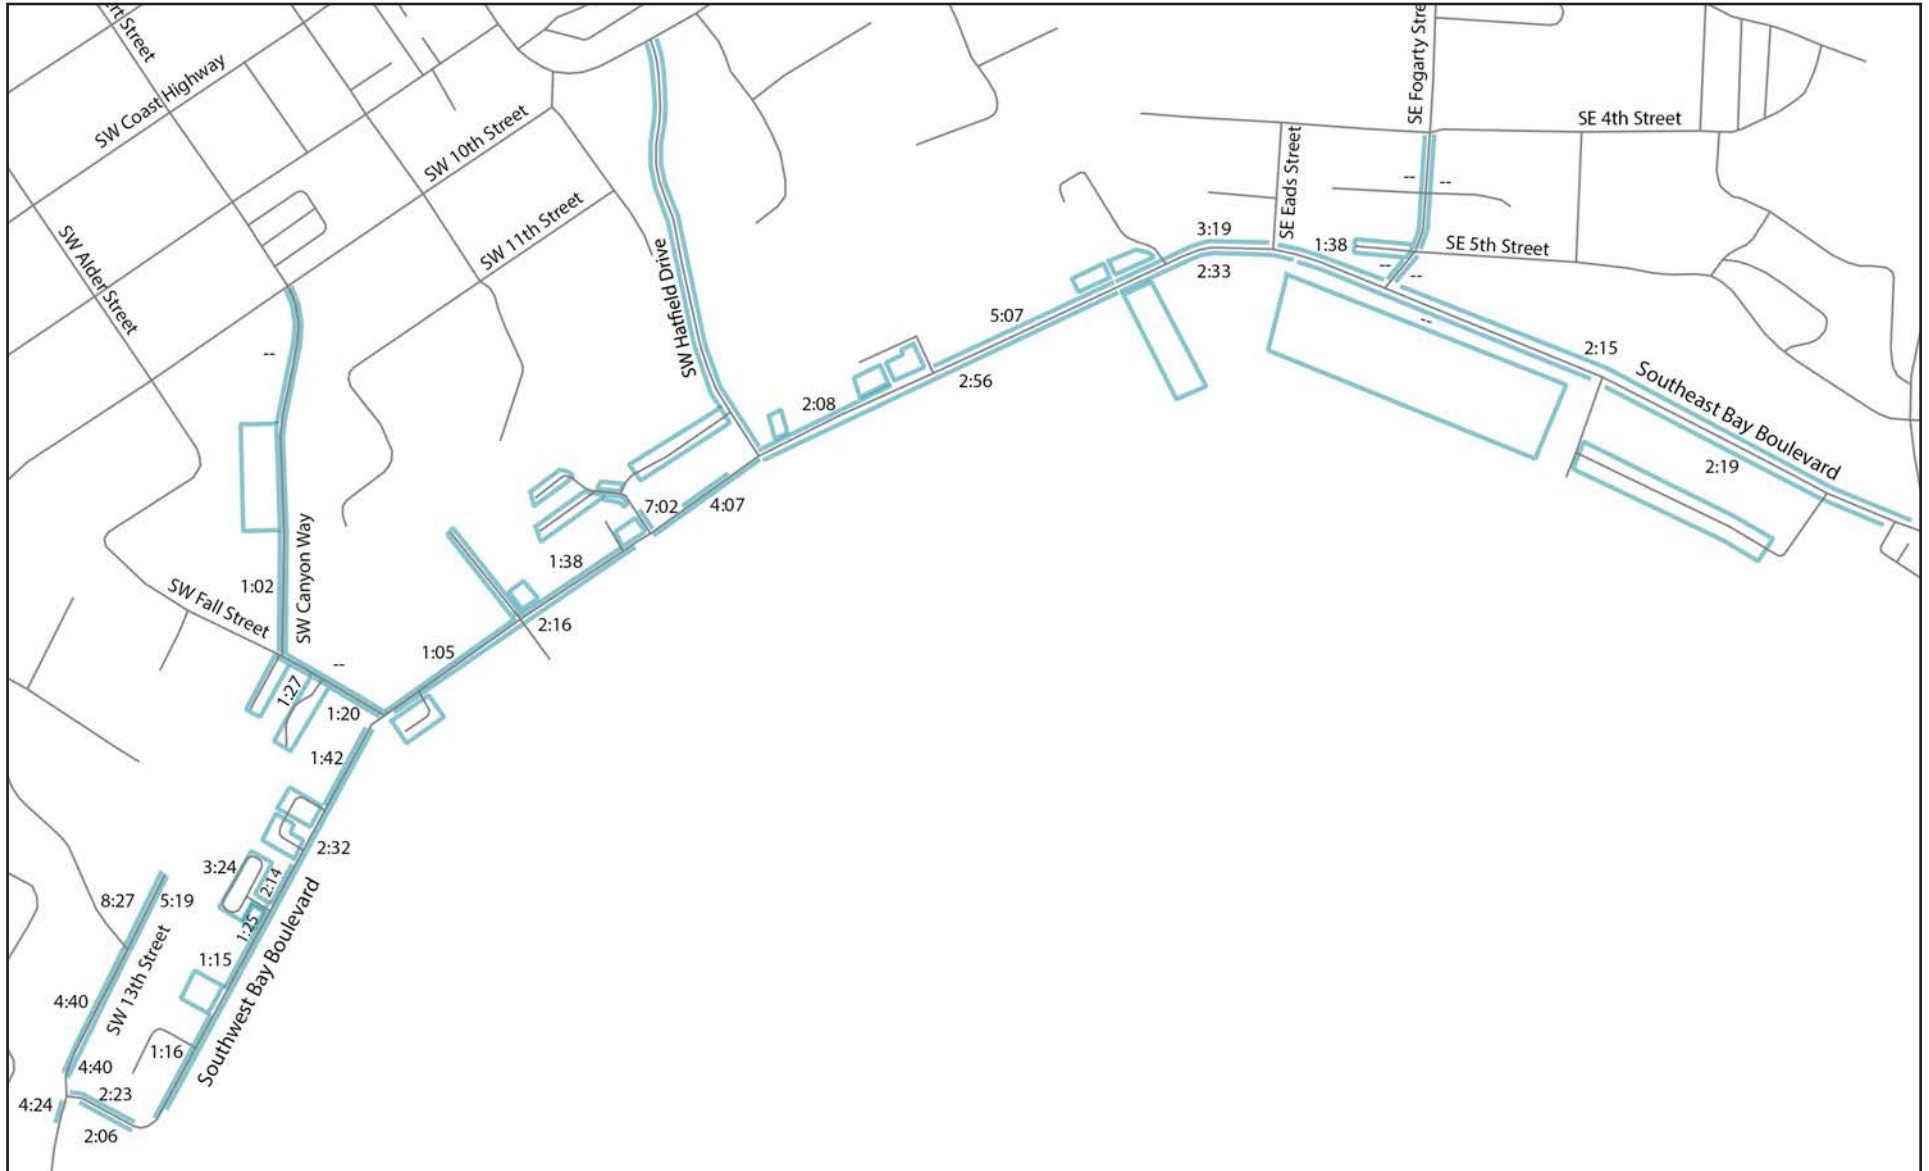 ert Street
SW Coast Highway
SW 10th Street
SW 11th Street
SW Alder Street
SW Hatfield Drive
SE Fogarty Stre
SE 4th Street
SE Eads Street
SE 5th Street
3:19
1:38
--
--
--
--
2:33
--
5:07
2:56
2:15
Southeast Bay Boulevard
2:19
2:08
--
7:02
4:07
1:38
2:16
1:05
SW Canyon Way
1:02
SW Fall Street
--
1:27
1:20
1:42
2:32
3:24
2:14
1:25
8:27
5:19
SW 13th Street
1:15
Southwest Bay Boulevard
4:40
1:16
4:40
2:23
4:24
2:06